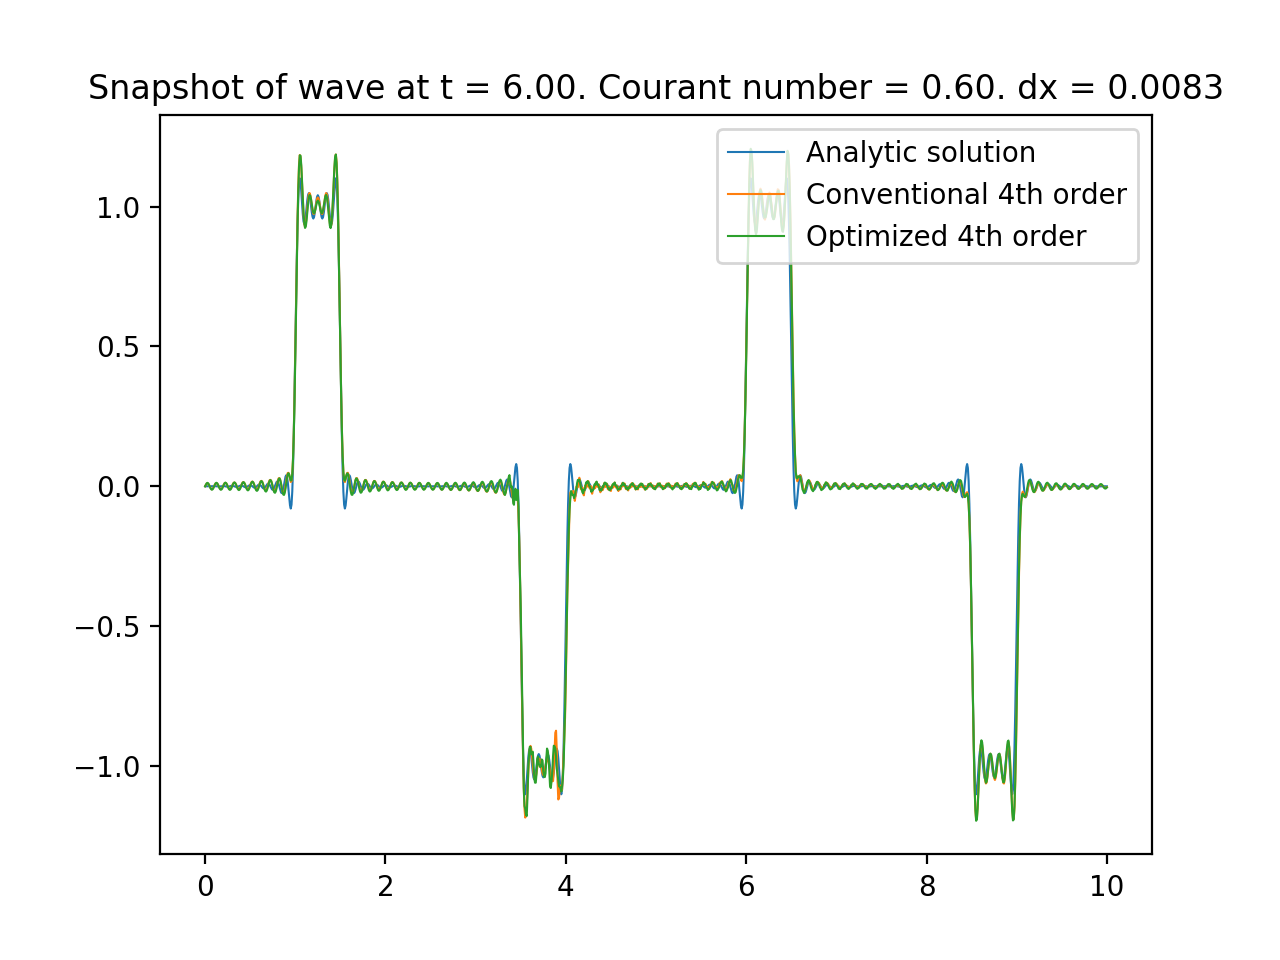 Snapshot of wave at t = 6.00. Courant number = 0.60. dx = 0.0083
Analytic solution
Conventional 4th order
Optimized 4th order
1.0
0.5
0.0
−0.5
−1.0
0 2 4 6 8 10